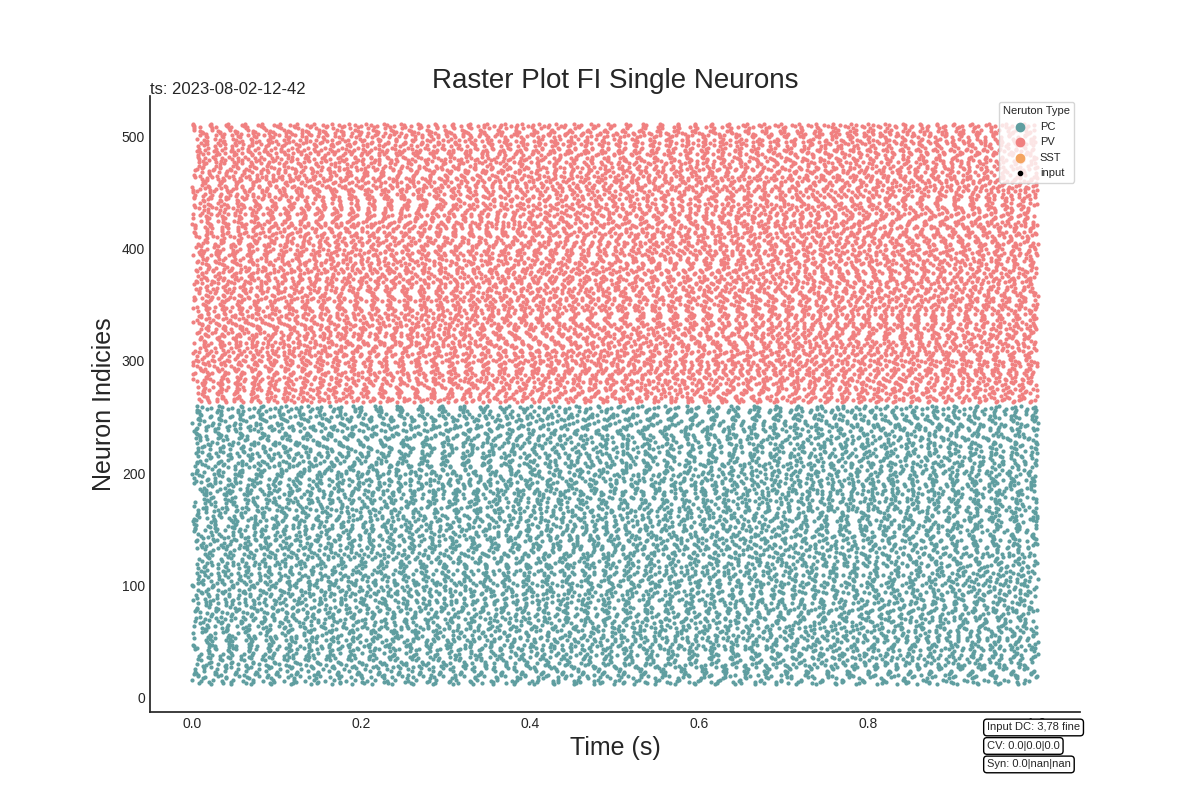 Raster Plot FI Single Neurons
ts: 2023-08-02-12-42
Neruton Type
PC
PV
SST
input
500
400
300
200
100
0
Neuron Indicies
0.0 0.2 0.4 0.6 0.8
Time (s)
Input DC: 3,78 fine
CV: 0.0|0.0|0.0
Syn: 0.0|nan|nan